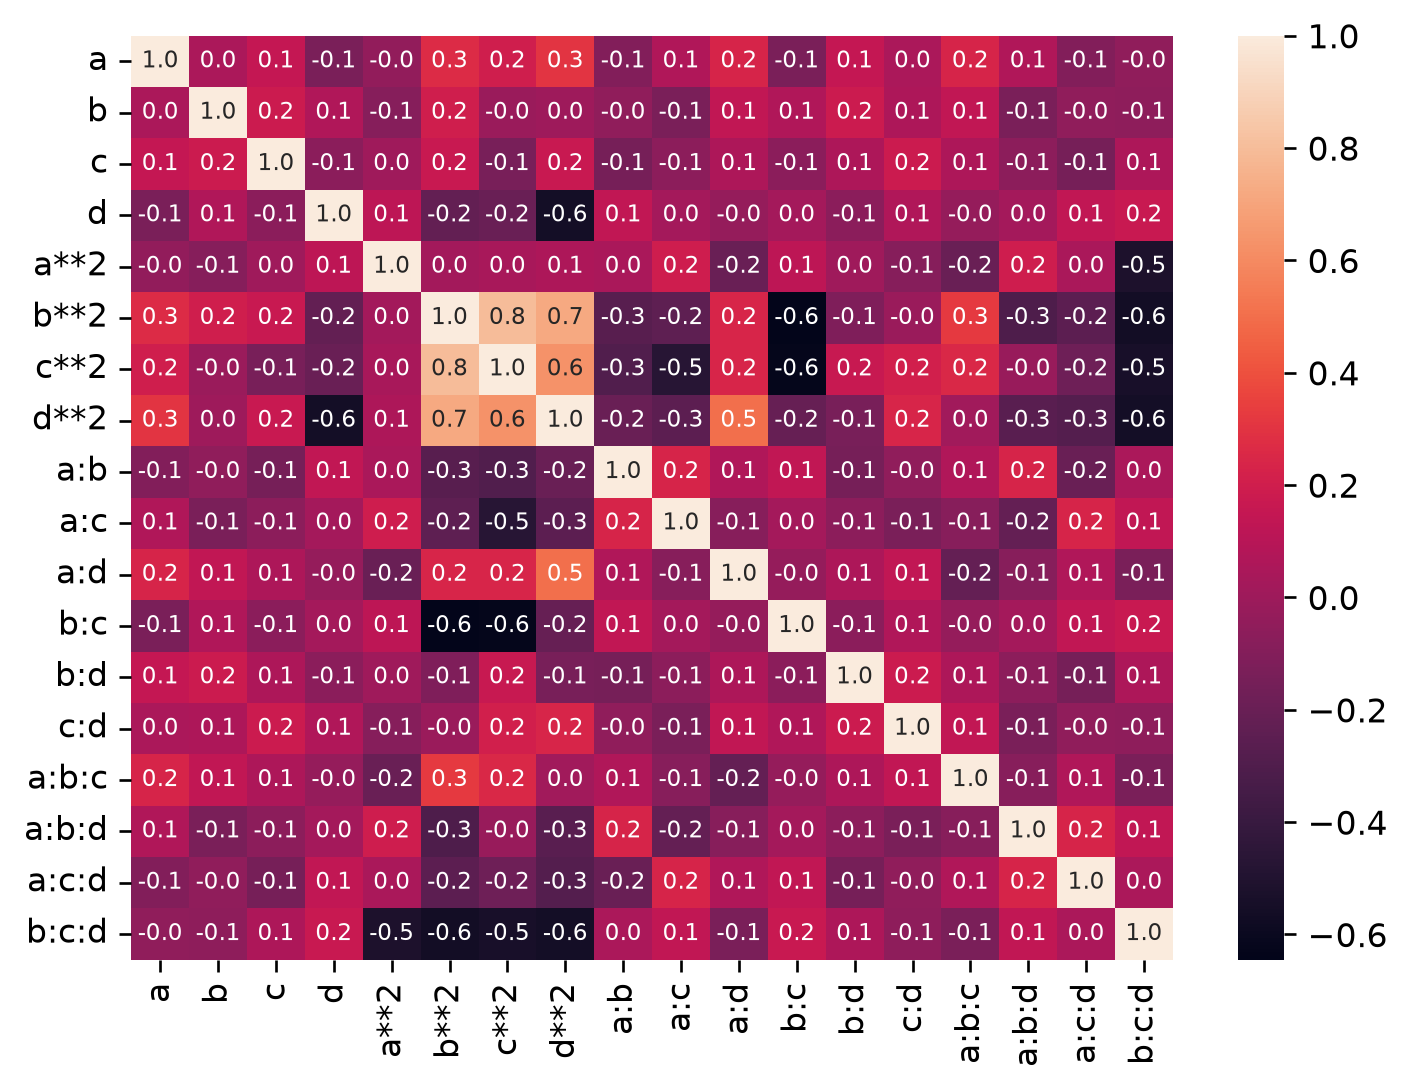 a 1.0 0.0 0.1 -0.1 -0.0 0.3 0.2 0.3 -0.1 0.1 0.2 -0.1 0.1 0.0 0.2 0.1 -0.1 -0.0
b 0.0 1.0 0.2 0.1 -0.1 0.2 -0.0 0.0 -0.0 -0.1 0.1 0.1 0.2 0.1 0.1 -0.1 -0.0 -0.1
c 0.1 0.2 1.0 -0.1 0.0 0.2 -0.1 0.2 -0.1 -0.1 0.1 -0.1 0.1 0.2 0.1 -0.1 -0.1 0.1
d -0.1 0.1 -0.1 1.0 0.1 -0.2 -0.2 -0.6 0.1 0.0 -0.0 0.0 -0.1 0.1 -0.0 0.0 0.1 0.2
a**2 -0.0 -0.1 0.0 0.1 1.0 0.0 0.0 0.1 0.0 0.2 -0.2 0.1 0.0 -0.1 -0.2 0.2 0.0 -0.5
b**2 0.3 0.2 0.2 -0.2 0.0 1.0 0.8 0.7 -0.3 -0.2 0.2 -0.6 -0.1 -0.0 0.3 -0.3 -0.2 -0.6
c**2 0.2 -0.0 -0.1 -0.2 0.0 0.8 1.0 0.6 -0.3 -0.5 0.2 -0.6 0.2 0.2 0.2 -0.0 -0.2 -0.5
d**2 0.3 0.0 0.2 -0.6 0.1 0.7 0.6 1.0 -0.2 -0.3 0.5 -0.2 -0.1 0.2 0.0 -0.3 -0.3 -0.6
a:b -0.1 -0.0 -0.1 0.1 0.0 -0.3 -0.3 -0.2 1.0 0.2 0.1 0.1 -0.1 -0.0 0.1 0.2 -0.2 0.0
a:c 0.1 -0.1 -0.1 0.0 0.2 -0.2 -0.5 -0.3 0.2 1.0 -0.1 0.0 -0.1 -0.1 -0.1 -0.2 0.2 0.1
a:d 0.2 0.1 0.1 -0.0 -0.2 0.2 0.2 0.5 0.1 -0.1 1.0 -0.0 0.1 0.1 -0.2 -0.1 0.1 -0.1
b:c -0.1 0.1 -0.1 0.0 0.1 -0.6 -0.6 -0.2 0.1 0.0 -0.0 1.0 -0.1 0.1 -0.0 0.0 0.1 0.2
b:d 0.1 0.2 0.1 -0.1 0.0 -0.1 0.2 -0.1 -0.1 -0.1 0.1 -0.1 1.0 0.2 0.1 -0.1 -0.1 0.1
c:d 0.0 0.1 0.2 0.1 -0.1 -0.0 0.2 0.2 -0.0 -0.1 0.1 0.1 0.2 1.0 0.1 -0.1 -0.0 -0.1
a:b:c 0.2 0.1 0.1 -0.0 -0.2 0.3 0.2 0.0 0.1 -0.1 -0.2 -0.0 0.1 0.1 1.0 -0.1 0.1 -0.1
a:b:d 0.1 -0.1 -0.1 0.0 0.2 -0.3 -0.0 -0.3 0.2 -0.2 -0.1 0.0 -0.1 -0.1 -0.1 1.0 0.2 0.1
a:c:d -0.1 -0.0 -0.1 0.1 0.0 -0.2 -0.2 -0.3 -0.2 0.2 0.1 0.1 -0.1 -0.0 0.1 0.2 1.0 0.0
b:c:d -0.0 -0.1 0.1 0.2 -0.5 -0.6 -0.5 -0.6 0.0 0.1 -0.1 0.2 0.1 -0.1 -0.1 0.1 0.0 1.0
a b c d a**2 b**2 c**2 d**2 a:b a:c a:d b:c b:d c:d a:b:c a:b:d a:c:d b:c:d
1.0
0.8
0.6
0.4
0.2
0.0
−0.2
−0.4
−0.6